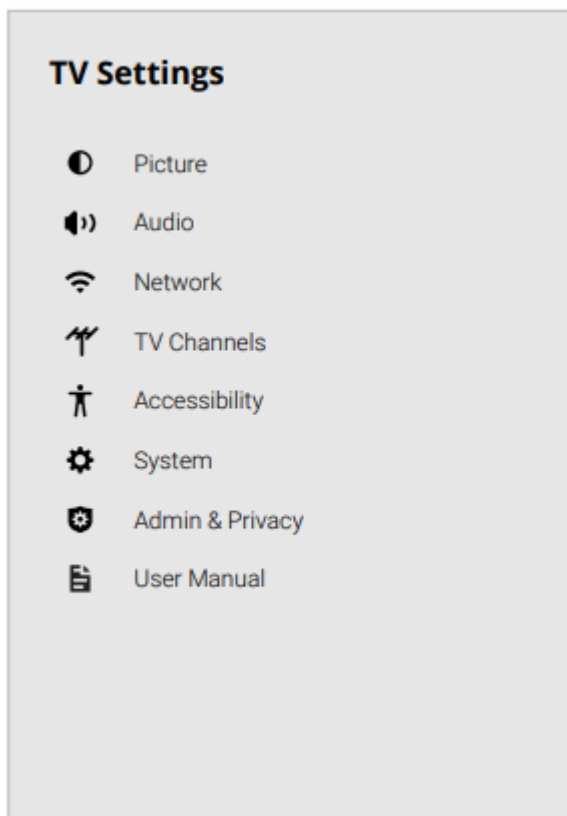 TV Settings
Picture
Audio
Network
TV Channels
Accessibility
System
Admin & Privacy
User Manual